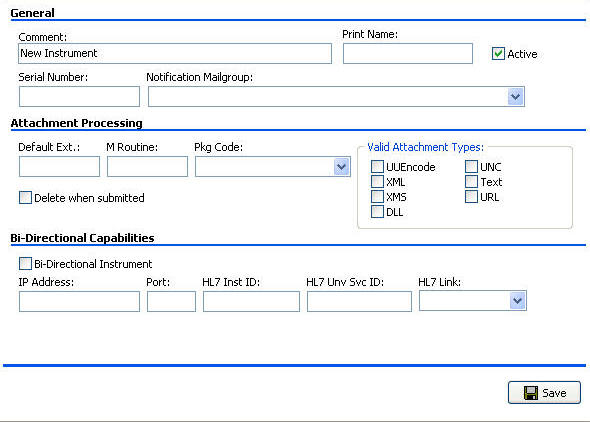 General
Comment: Print Name:
New Instrument Active
Serial Number: Notification Mailgroup:
Attachment Processing
Default Ext.: M Routine: Pkg Code: Valid Attachment Types:
UUEncode UNC
XML Text
Delete when submitted XMS URL
DLL
Bi-Directional Capabilities
Bi-Directional Instrument
IP Address: Port: HL7 Inst ID: HL7 Unv Svc ID: HL7 Link:
Save